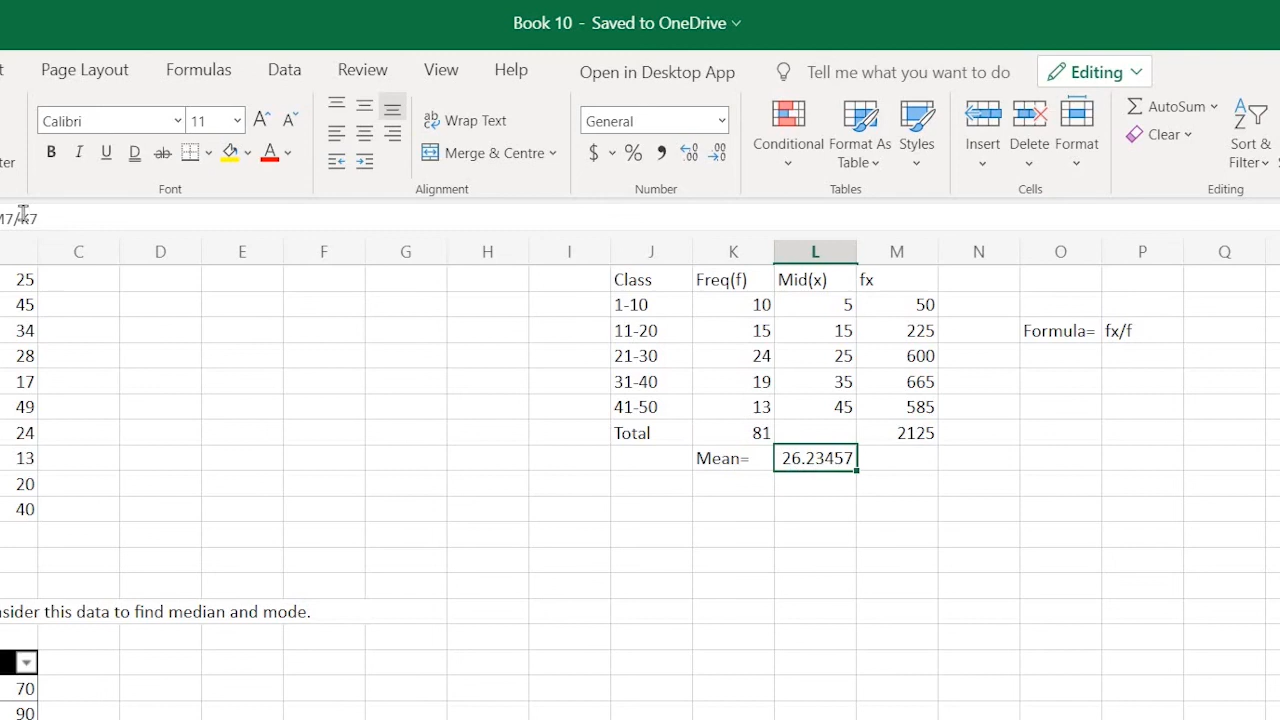 Book 10 - Saved to OneDrive
Page Layout Formulas Data Review View Help Open in Desktop App Tell me what you want to do Editing
Calibri 11 Wrap Text General Conditional Format As Styles Insert Delete Format AutoSum Sort &
Merge & Centre $ % Table Clear Filter
Font Alignment Number Tables Cells Editing
C D E F G H I J K L M N O P Q
25 Class Freq(f) Mid(x) fx
45 1-10 10 5 50
34 11-20 15 15 225 Formula= fx/f
28 21-30 24 25 600
17 31-40 19 35 665
49 41-50 13 45 585
24 Total 81 2125
13 Mean= 26.23457
20
40
this data to find median and mode.
70
90